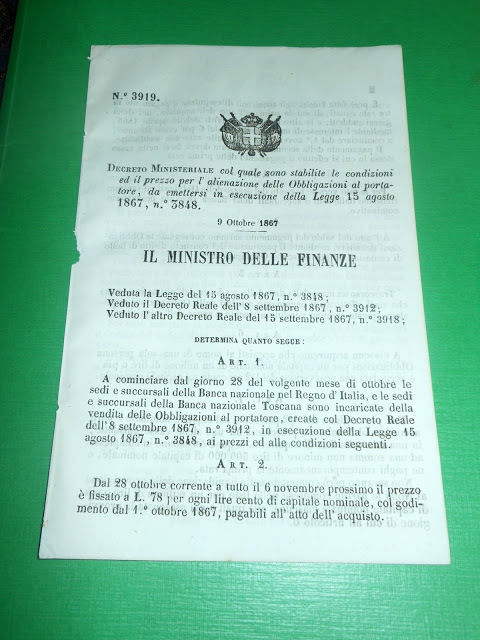 N.º 3919.
DECRETO MINISTERIALE col quale sono stabilite le condizioni
ed il prezzo per l'alienazione delle Obbligazioni al porta-
tore, da emettersi in esecuzione della Legge 15 agosto
1867, n.º 3848.
9 Ottobre 1867
IL MINISTRO DELLE FINANZE
Veduta la Legge del 15 agosto 1867, n.º 3848;
Veduto il Decreto Reale dell'8 settembre 1867, n.º 3912;
Veduto l'altro Decreto Reale del 15 settembre 1867, n.º 3918;
DETERMINA QUANTO SEGUE:
ART. 1.
A cominciare dal giorno 28 del volgente mese di ottobre le
sedi e succursali della Banca nazionale nel Regno d'Italia, e le sedi
e succursali della Banca nazionale Toscana sono incaricate della
vendita delle Obbligazioni al portatore, create col Decreto Reale
dell'8 settembre 1867, n.º 3912, in esecuzione della Legge 15
agosto 1867, n.º 3848, ai prezzi ed alle condizioni seguenti.
ART. 2.
Dal 28 ottobre corrente a tutto il 6 novembre prossimo il prezzo
è fissato a L. 78 per ogni lire cento di capitale nominale, col godi-
mento dal 1.º ottobre 1867, pagabili all'atto dell'acquisto.